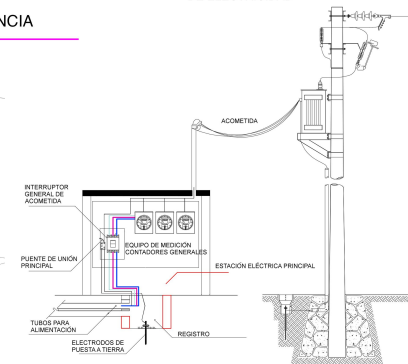 NCIA
ACOMETIDA
INTERRUPTOR
GENERAL DE
ACOMETIDA
EQUIPO DE MEDICIÓN
CONTADORES GENERALES
PUENTE DE UNIÓN
PRINCIPAL
ESTACIÓN ELÉCTRICA PRINCIPAL
TUBOS PARA
ALIMENTACIÓN
REGISTRO
ELECTRODOS DE
PUESTA A TIERRA